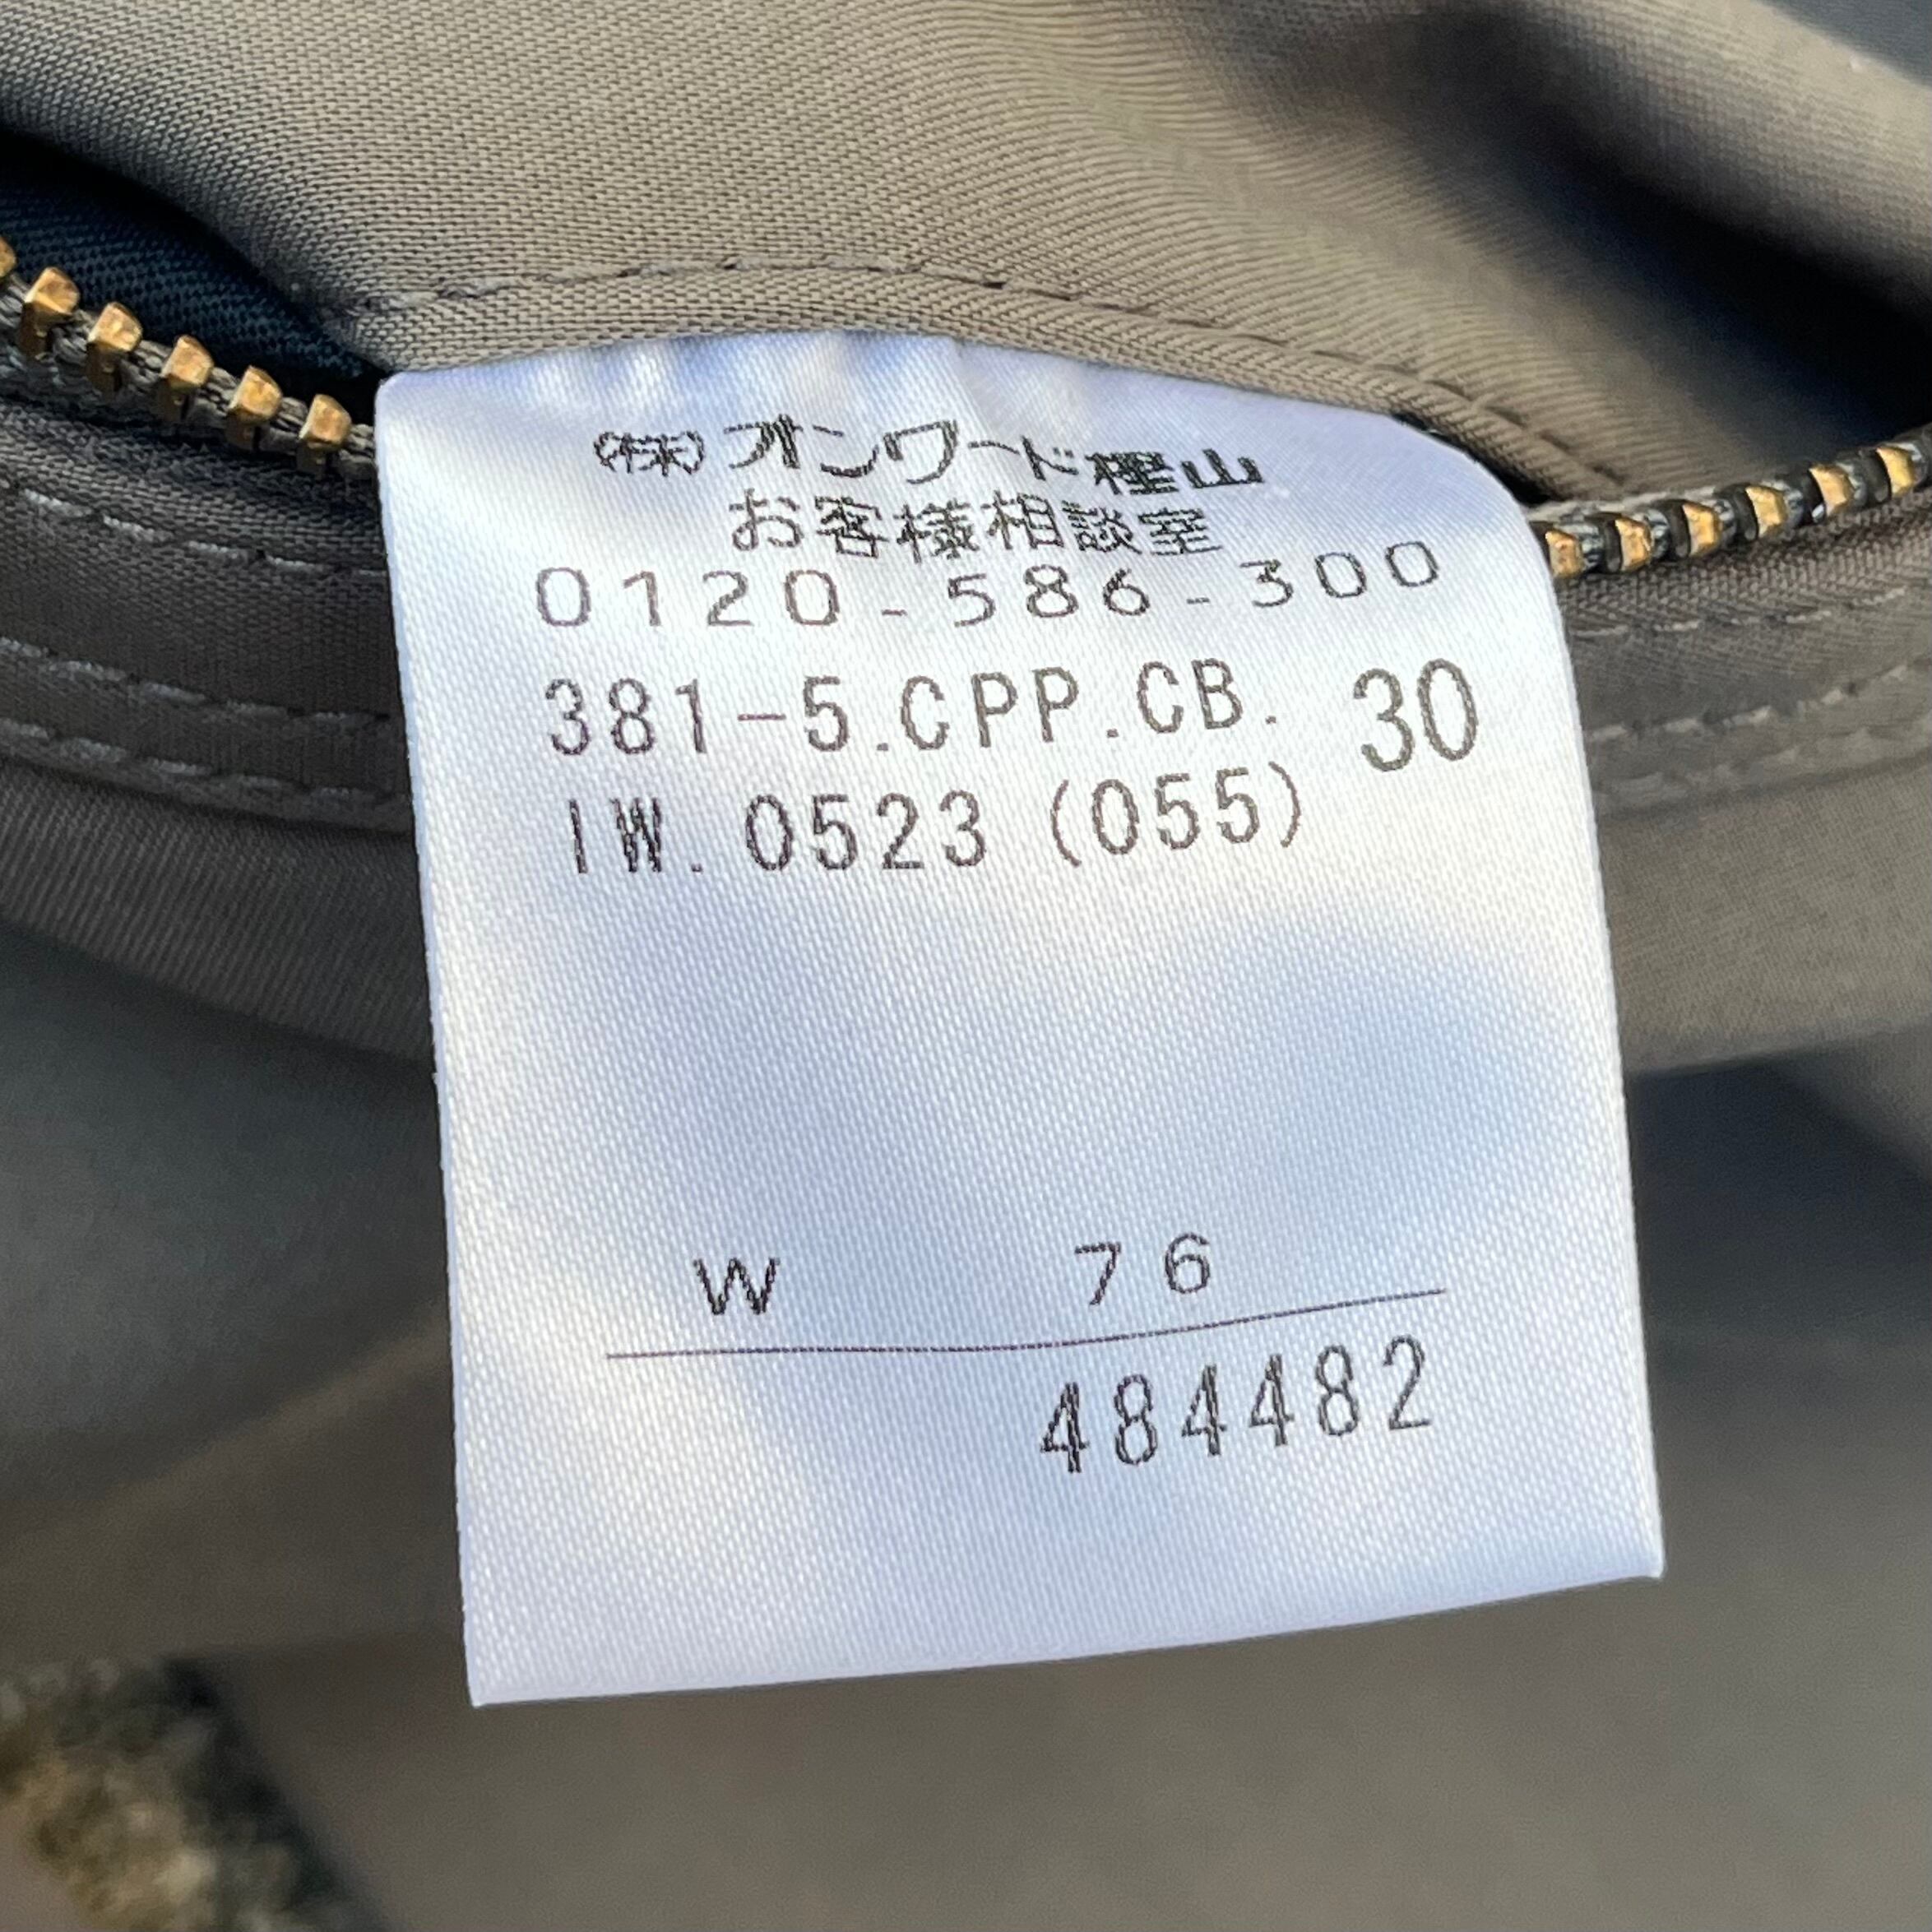 (株)オンワード樫山
お客様相談室
0120-586-300
381-5.CPP.CB. 30
IW. 0523 (055)
W 76
484482